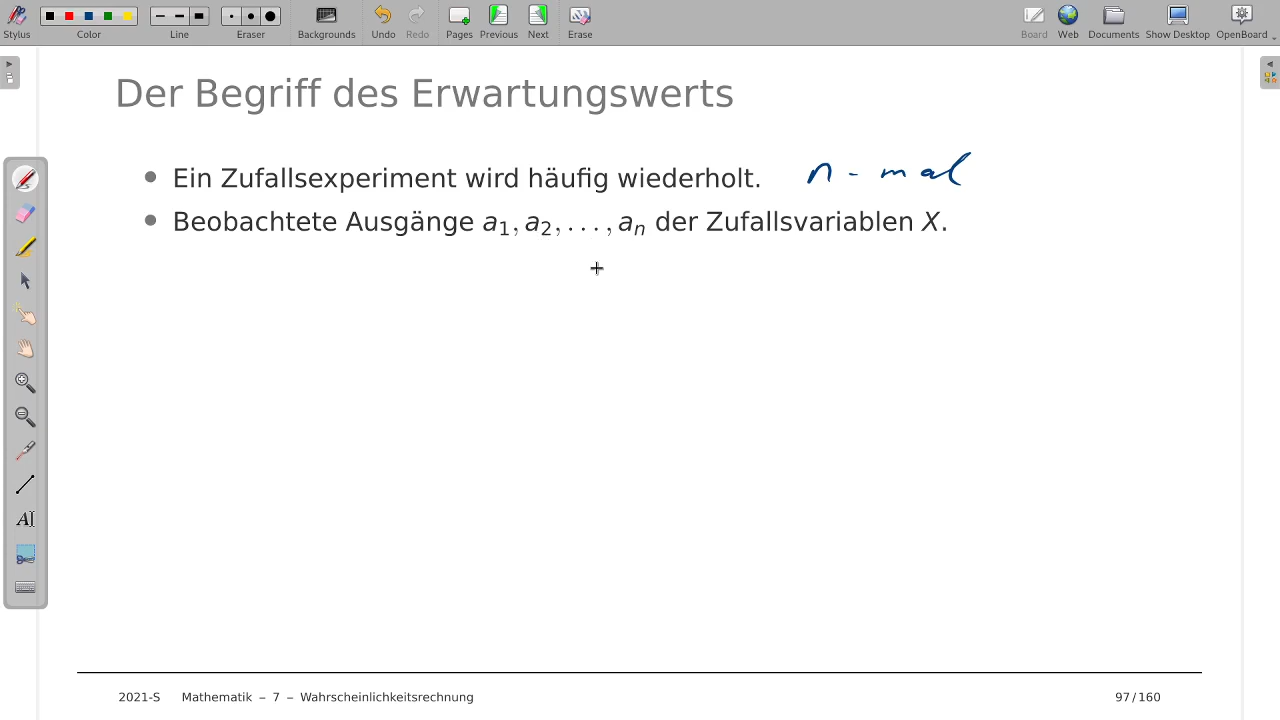 Stylus Color Line Eraser Backgrounds Undo Redo Pages Previous Next Erase Board Web Documents Show Desktop OpenBoard
Der Begriff des Erwartungswerts
• Ein Zufallsexperiment wird häufig wiederholt. n - mal
• Beobachtete Ausgänge a₁, a₂, . . . , aₙ der Zufallsvariablen X.
2021-S Mathematik – 7 – Wahrscheinlichkeitsrechnung 97/160